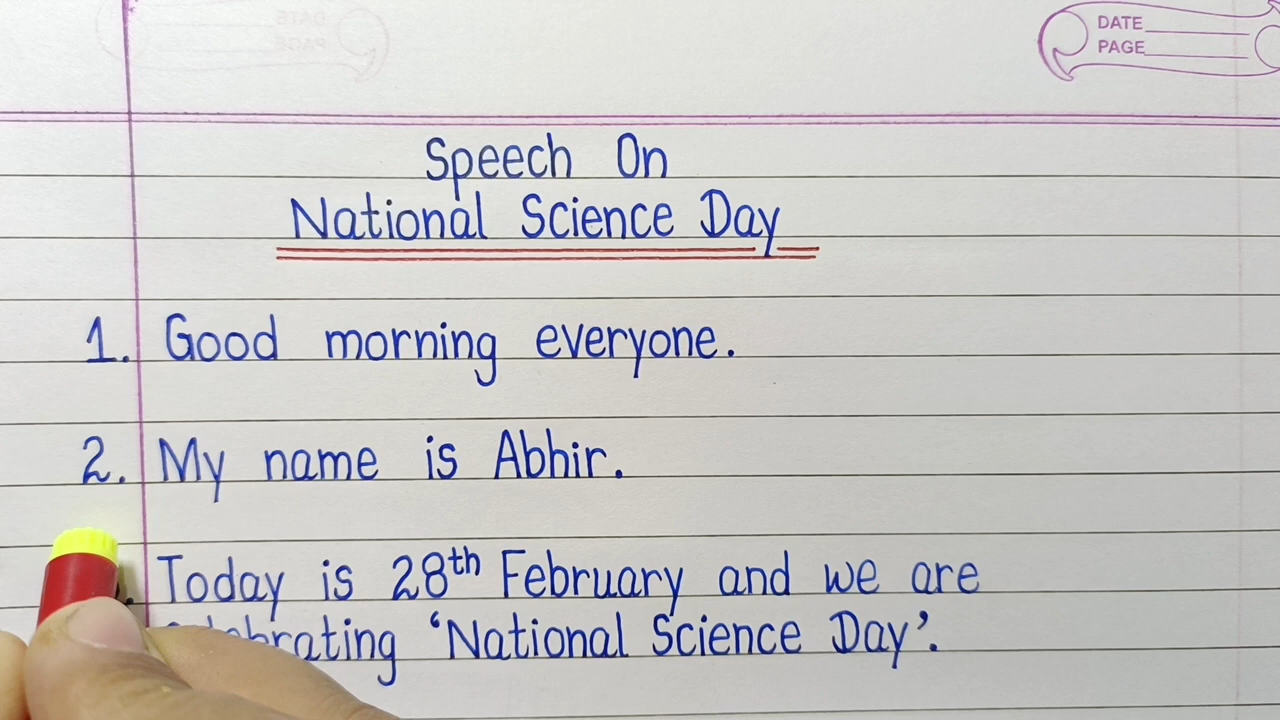 DATE
PAGE
Speech On
National Science Day
1. Good morning everyone.
2. My name is Abhir.
Today is 28th February and we are
celebrating ‘National Science Day’.